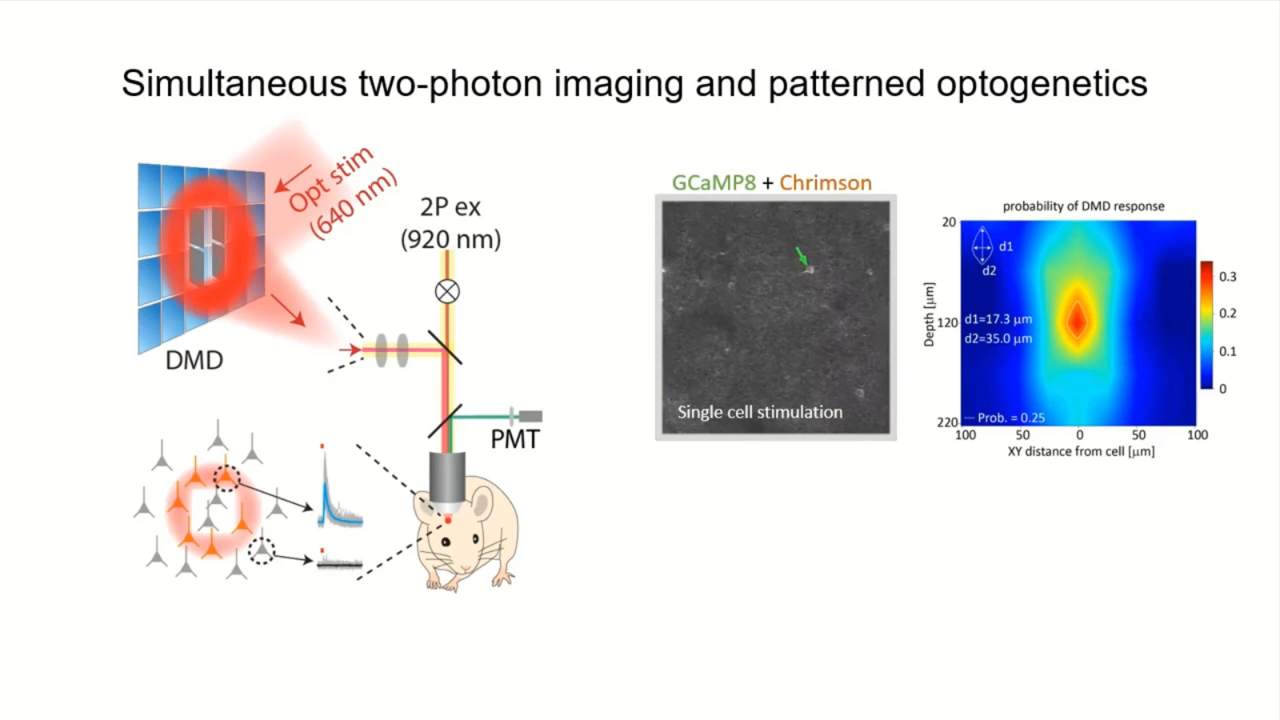 Simultaneous two-photon imaging and patterned optogenetics
Opt stim
(640 nm)
2P ex
(920 nm)
DMD
PMT
GCaMP8 + Chrimson
Single cell stimulation
probability of DMD response
20
120
220
Depth [µm]
d1
d2
d1=17.3 µm
d2=35.0 µm
Prob. = 0.25
100 50 0 50 100
XY distance from cell [µm]
0.3
0.2
0.1
0